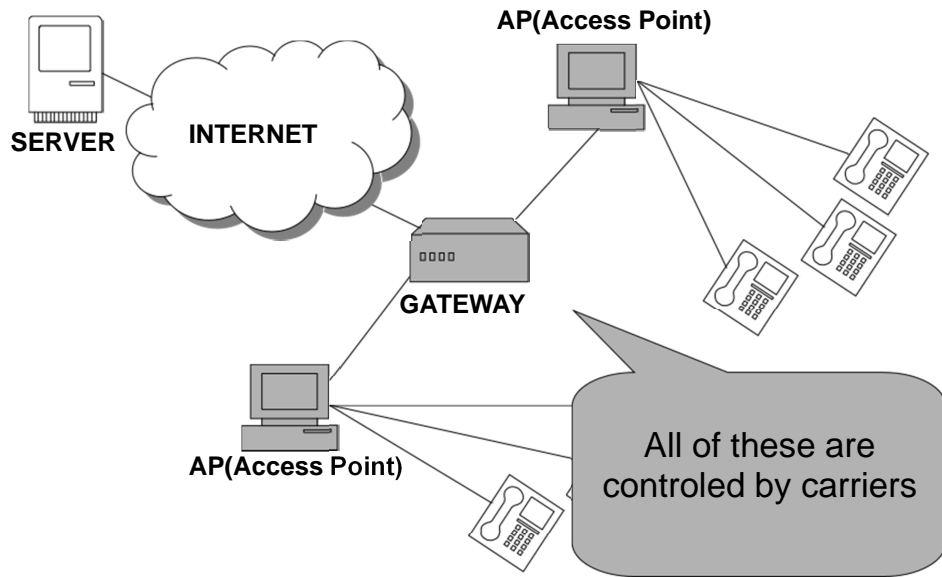 AP(Access Point)
SERVER
INTERNET
GATEWAY
AP(Access Point)
All of these are
controled by carriers